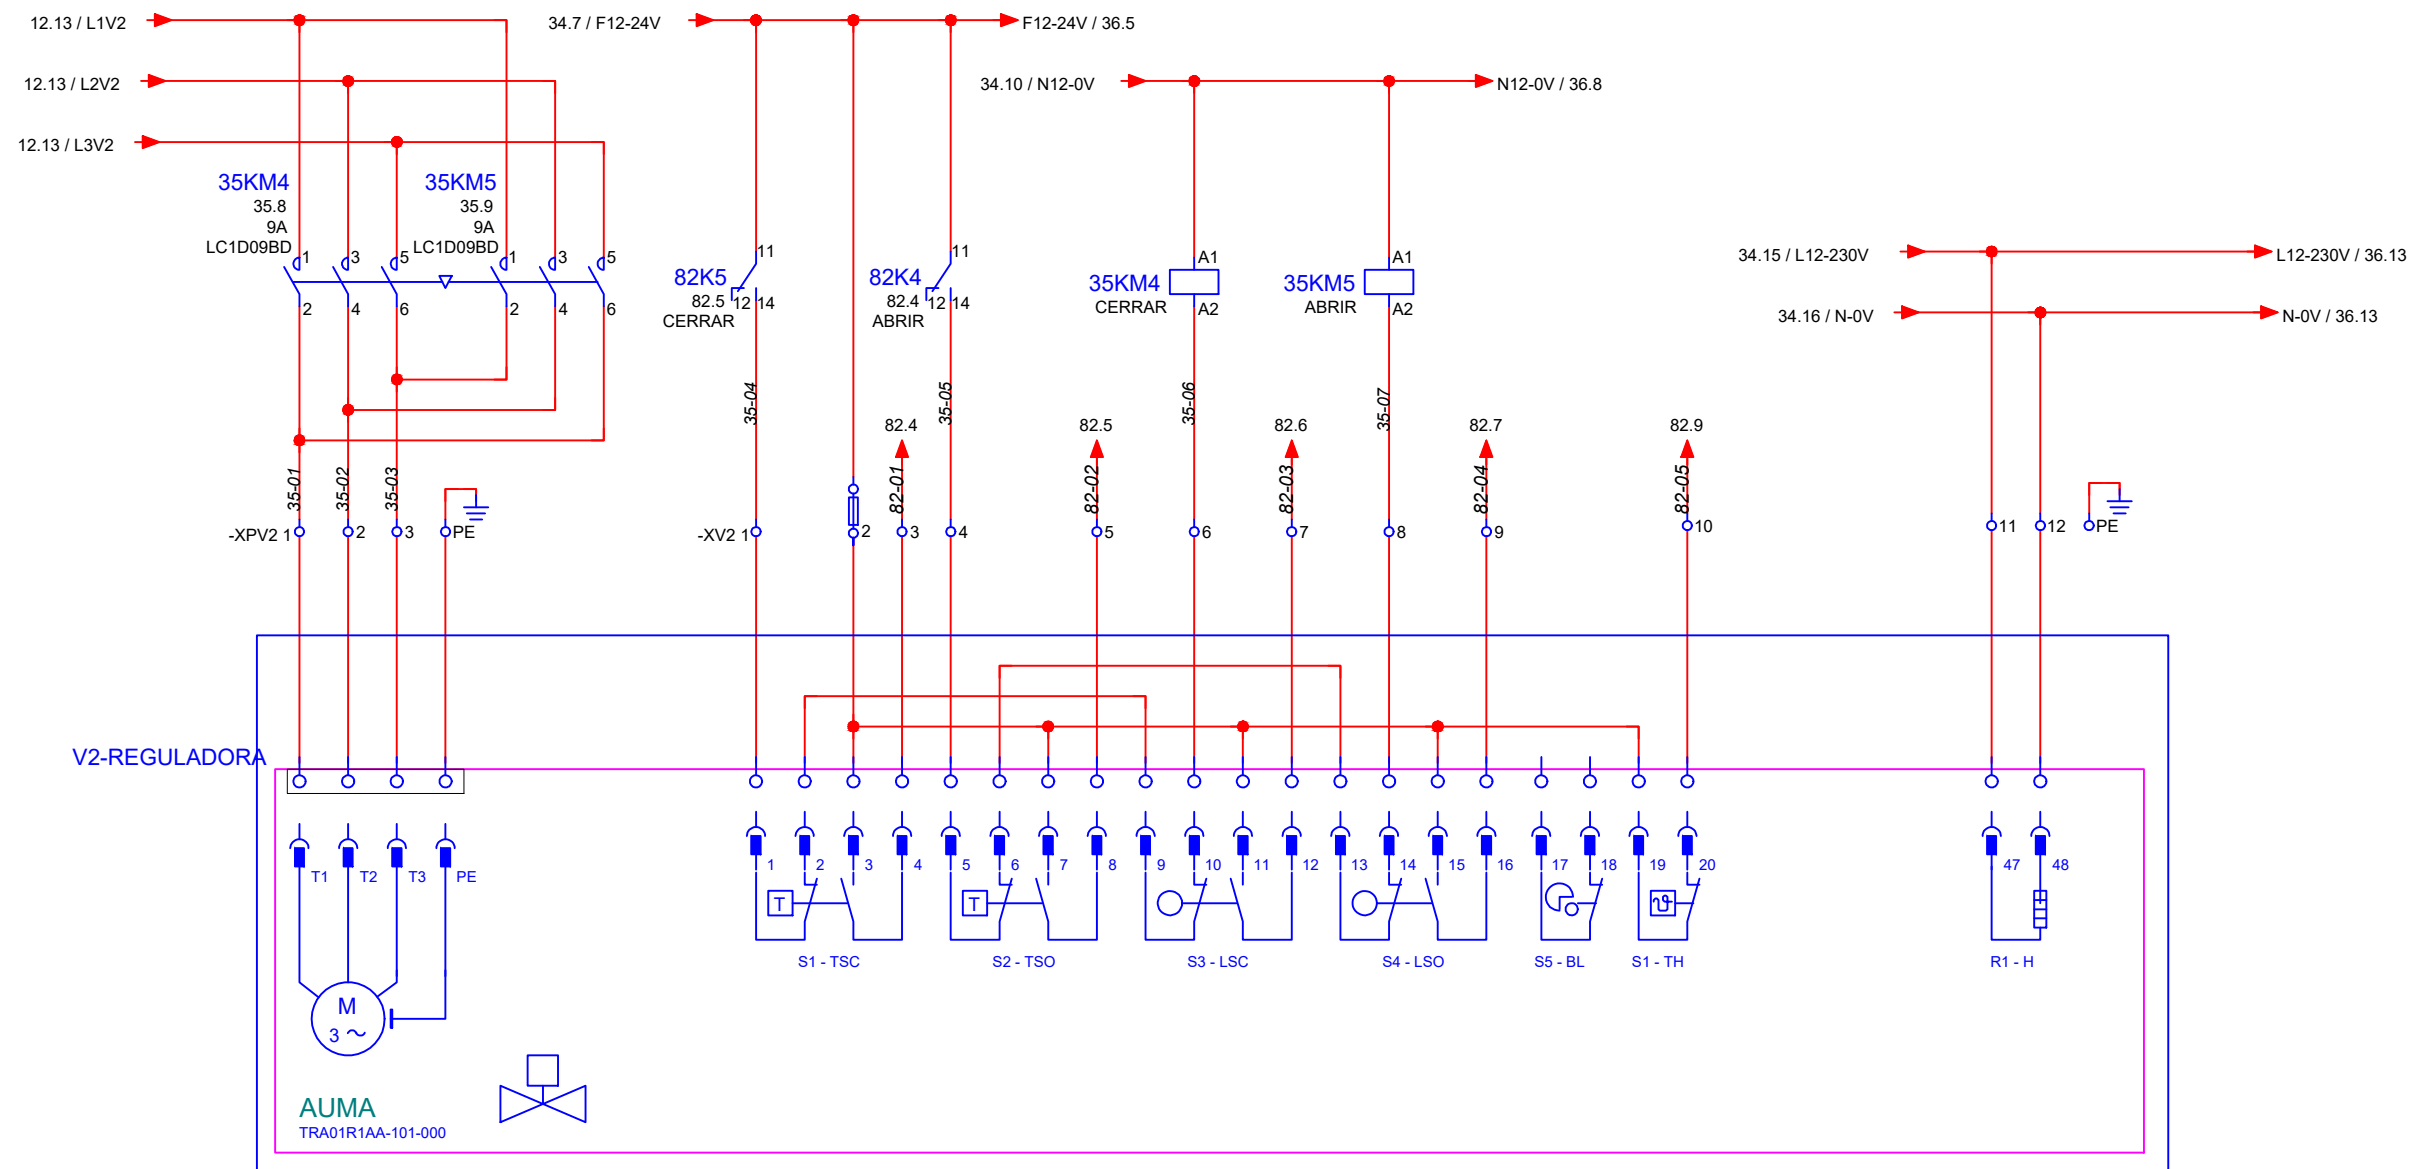 12.13 / L1V2
34.7 / F12-24V
F12-24V / 36.5
12.13 / L2V2
34.10 / N12-0V
N12-0V / 36.8
12.13 / L3V2
35KM4
35.8
9A
LC1D09BD
1
3
5
2
4
6
35KM5
35.9
9A
LC1D09BD
1
3
5
2
4
6
11
82K5
82.5
12
14
CERRAR
11
82K4
82.4
12
14
ABRIR
A1
35KM4
CERRAR
A2
A1
35KM5
ABRIR
A2
34.15 / L12-230V
L12-230V / 36.13
34.16 / N-0V
N-0V / 36.13
35-04
35-05
35-06
35-07
82.4
82.5
82.6
82.7
82.9
35-01
35-02
35-03
82-01
82-02
82-03
82-04
82-05
-XPV2 1
2
3
PE
-XV2 1
2
3
4
5
6
7
8
9
10
11
12
PE
V2-REGULADORA
T1
T2
T3
PE
1
2
3
4
5
6
7
8
9
10
11
12
13
14
15
16
17
18
19
20
47
48
T
T
ϑ
S1 - TSC
S2 - TSO
S3 - LSC
S4 - LSO
S5 - BL
S1 - TH
R1 - H
M
3 ~
AUMA
TRA01R1AA-101-000